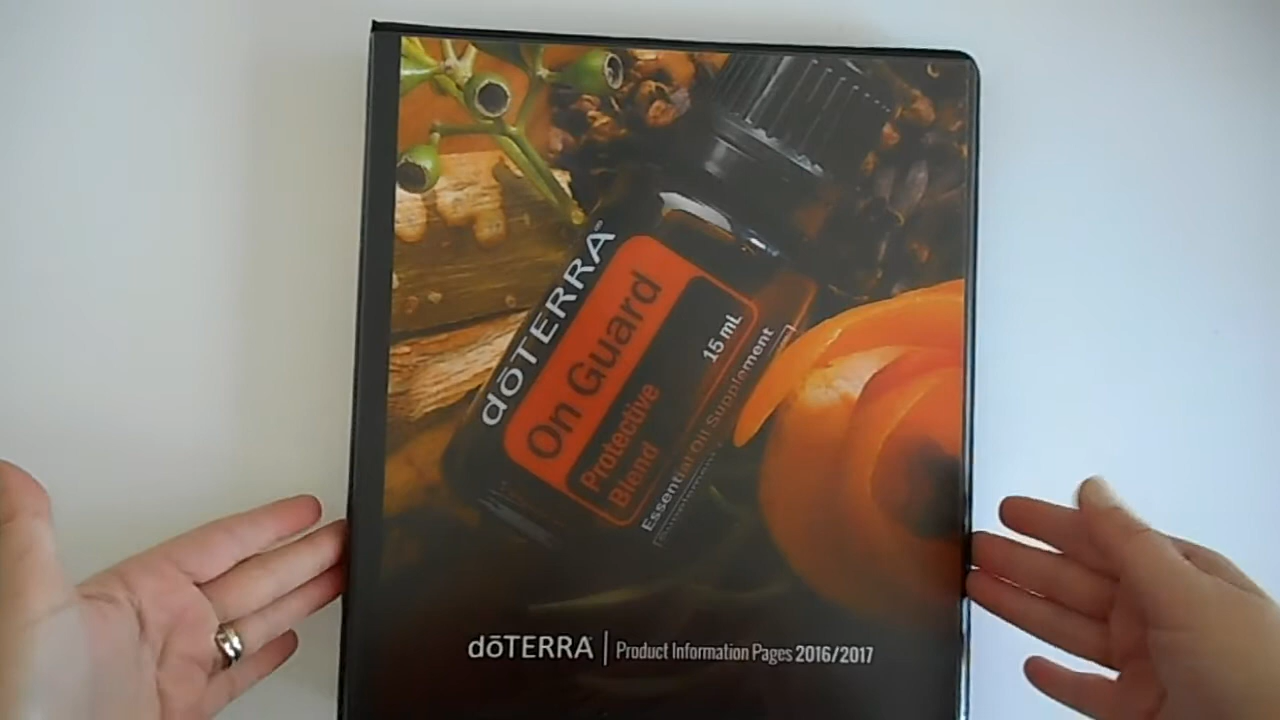 dōTERRA®
On Guard
Protective
Blend
15 mL
Essential Oil Supplement
dōTERRA | Product Information Pages 2016/2017